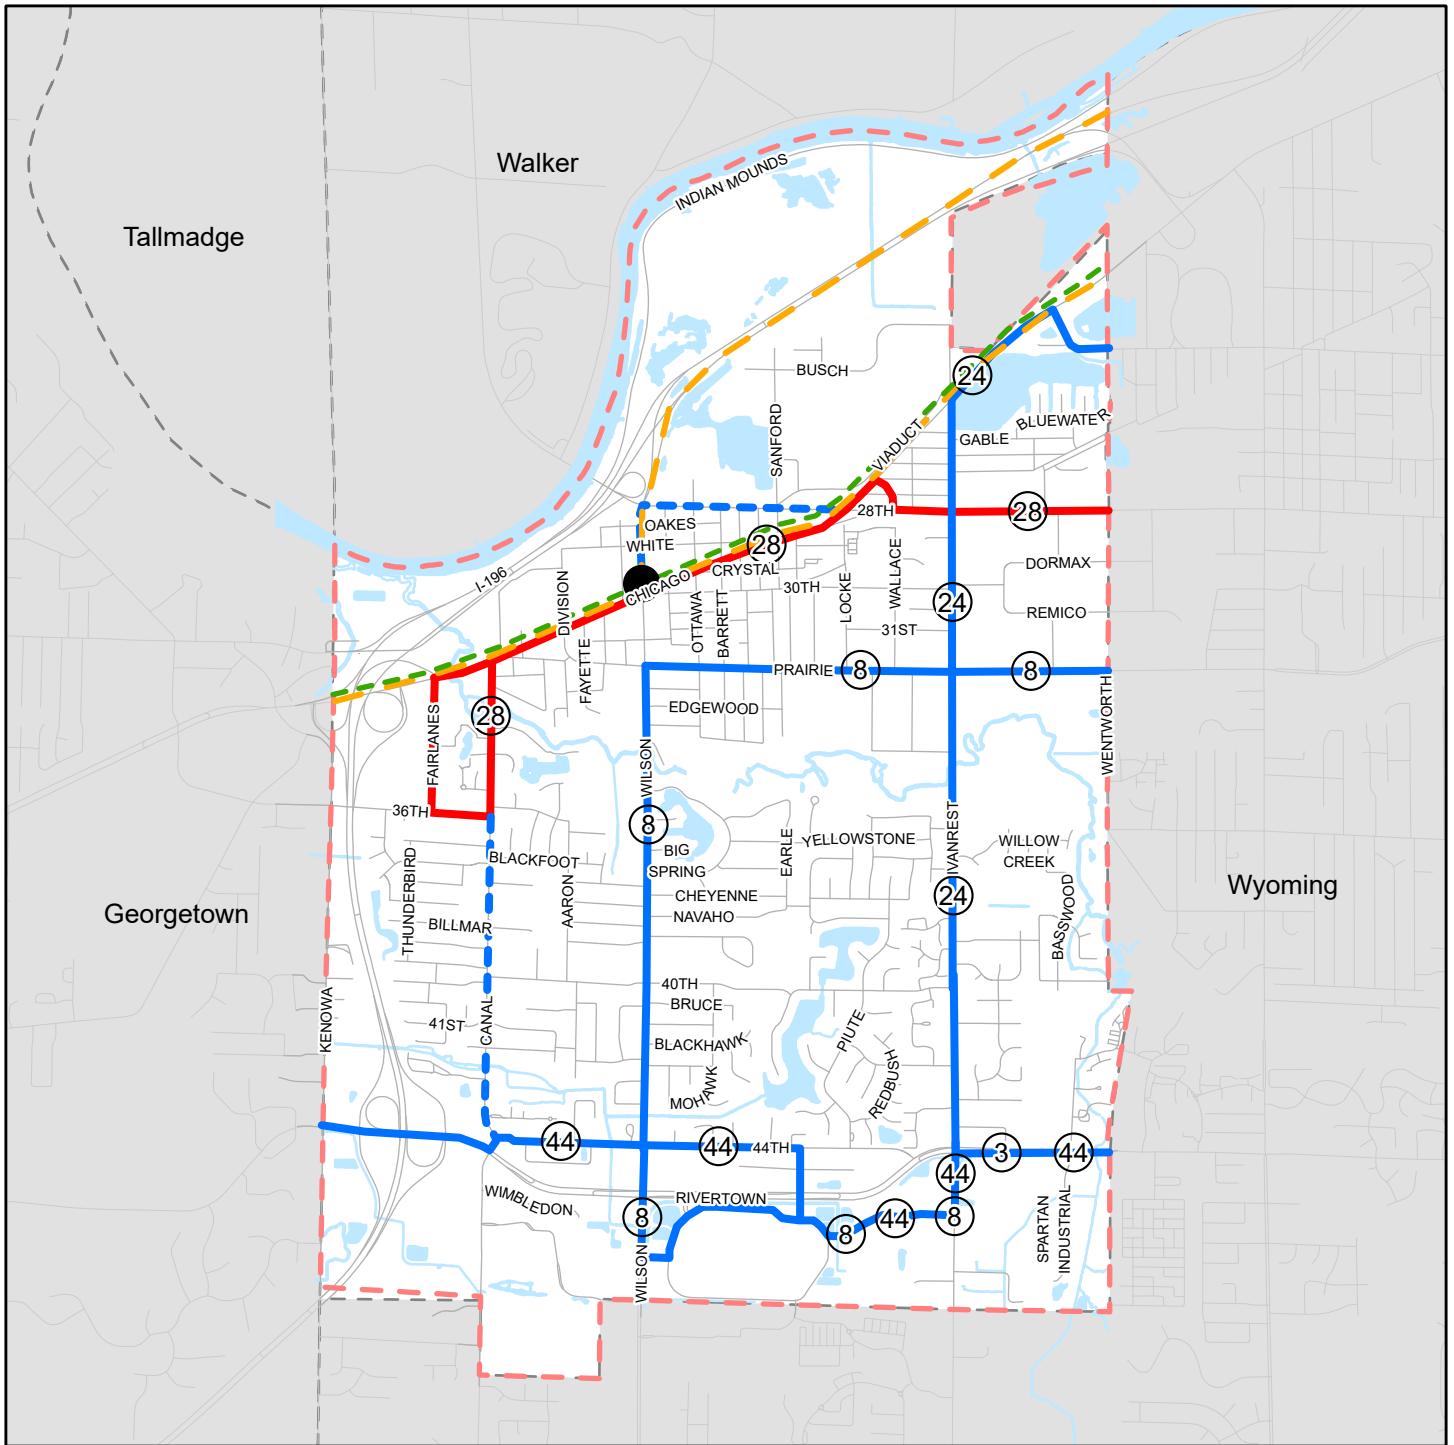 Walker
INDIAN MOUNDS
Tallmadge
BUSCH
24
SANFORD
VIADUCT
GABLE
BLUEWATER
28TH
28
OAKES
WHITE
28
CRYSTAL
DORMAX
I-196
CHICAGO
30TH
DIVISION
OTTAWA
BARRETT
LOCKE
WALLACE
24
REMICO
31ST
FAYETTE
PRAIRIE
8
8
EDGEWOOD
28
FAIRLANES
WILSON
WENTWORTH
36TH
8
BIG
SPRING
EARLE
YELLOWSTONE
IVANREST
WILLOW
CREEK
THUNDERBIRD
BLACKFOOT
AARON
CHEYENNE
NAVAHO
24
BASSWOOD
Wyoming
Georgetown
BILLMAR
40TH
BRUCE
KENOWA
41ST
CANAL
BLACKHAWK
PIUTE
MOHAWK
REDBUSH
44
44
44TH
3
44
44
WIMBLEDON
RIVERTOWN
8
8
44
8
SPARTAN
INDUSTRIAL
WILSON